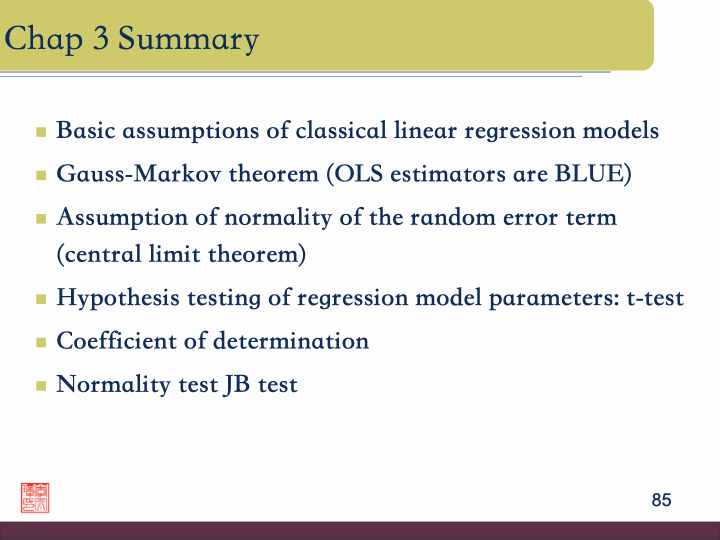 Chap 3 Summary
Basic assumptions of classical linear regression models
Gauss-Markov theorem (OLS estimators are BLUE)
Assumption of normality of the random error term
(central limit theorem)
Hypothesis testing of regression model parameters: t-test
Coefficient of determination
Normality test JB test
85